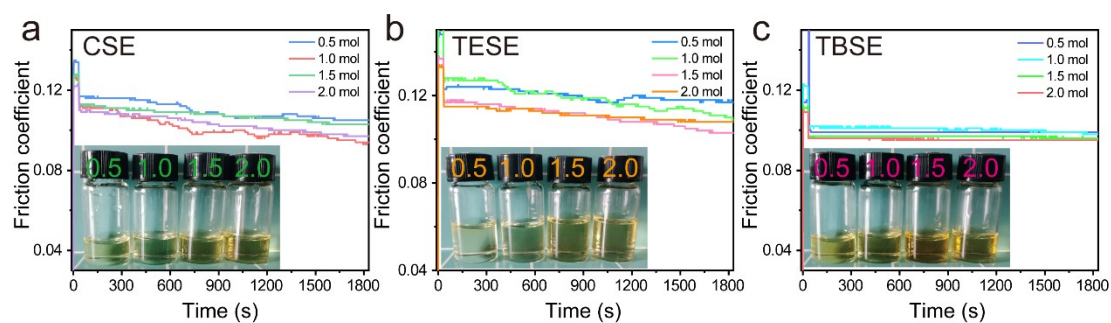 a
CSE
0.5 mol
1.0 mol
1.5 mol
2.0 mol
0.12
0.08
0.04
Friction coefficient
0.5 1.0 1.5 2.0
0 300 600 900 1200 1500 1800
Time (s)
b
TESE
0.5 mol
1.0 mol
1.5 mol
2.0 mol
0.12
0.08
0.04
Friction coefficient
0.5 1.0 1.5 2.0
0 300 600 900 1200 1500 1800
Time (s)
c
TBSE
0.5 mol
1.0 mol
1.5 mol
2.0 mol
0.12
0.08
0.04
Friction coefficient
0.5 1.0 1.5 2.0
0 300 600 900 1200 1500 1800
Time (s)